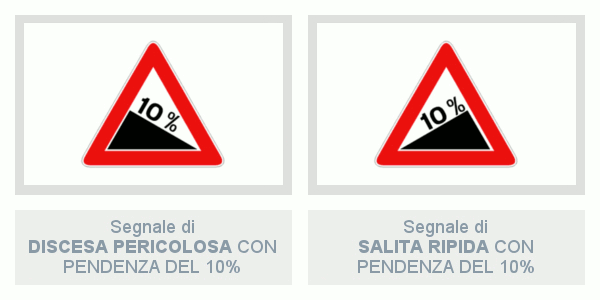 10%
10%
Segnale di
DISCESA PERICOLOSA CON
PENDENZA DEL 10%
Segnale di
SALITA RIPIDA CON
PENDENZA DEL 10%